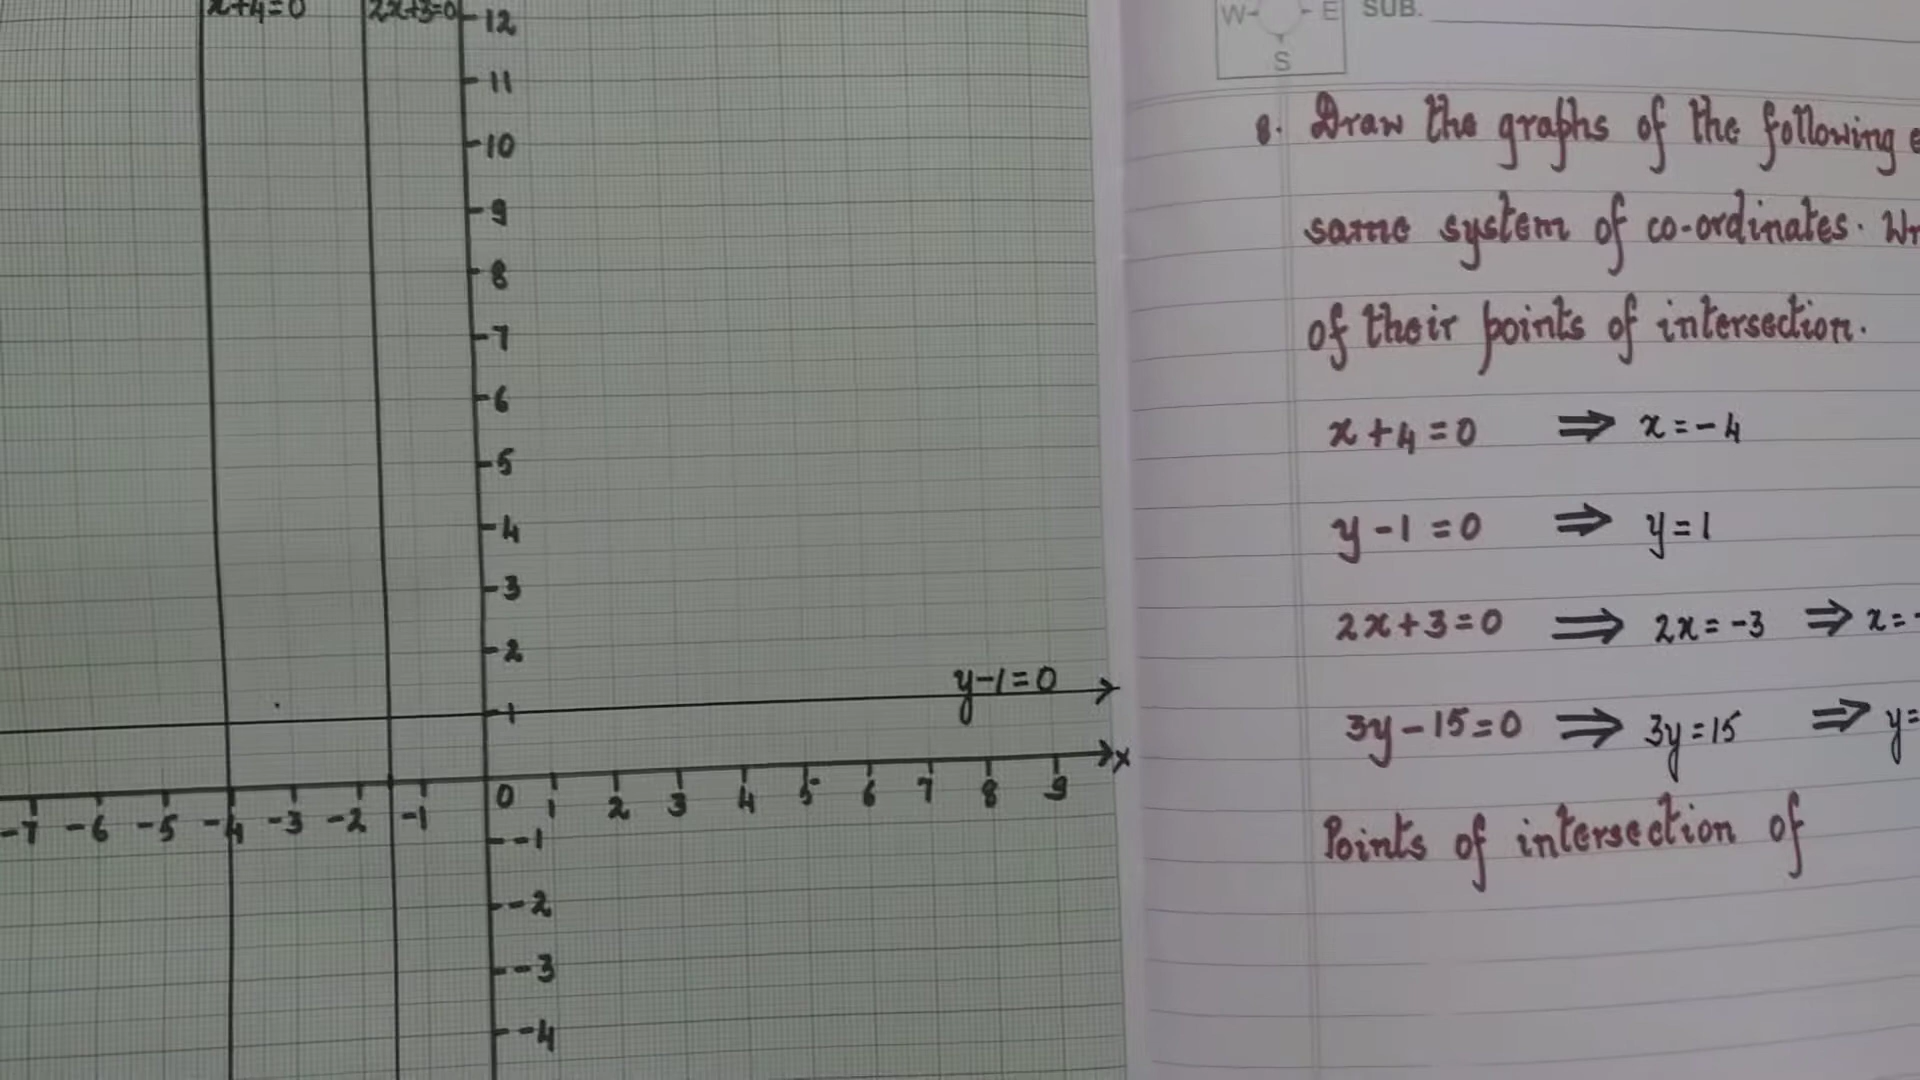 x+4=0
2x+3=0
12
11
10
9
8
7
6
5
4
3
2
y-1=0
1
x
-7 -6 -5 -4 -3 -2 -1 0 1 2 3 4 5 6 7 8 9
-1
-2
-3
-4
W E SUB.
S
8. Draw the graphs of the following
same system of co-ordinates.
of their points of intersection.
x+4=0 ⇒ x=-4
y-1=0 ⇒ y=1
2x+3=0 ⇒ 2x=-3 ⇒ x=-
3y-15=0 ⇒ 3y=15 ⇒ y=
Points of intersection of